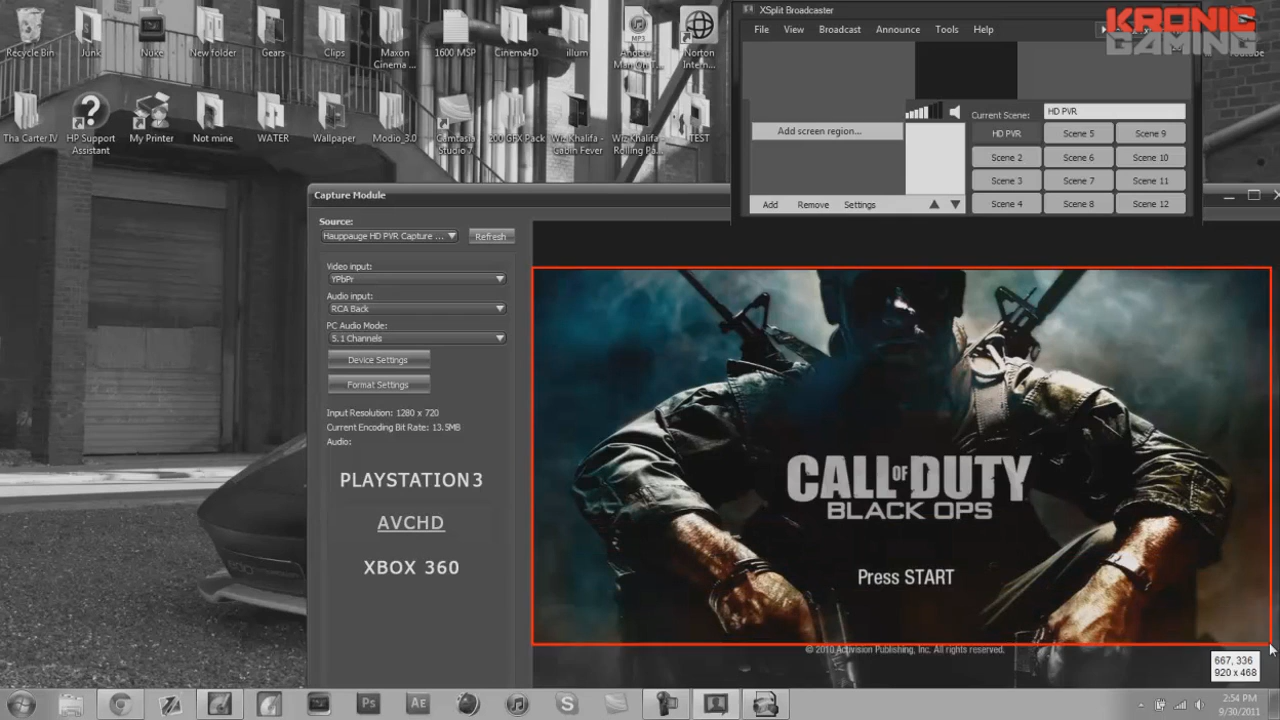 Recycle Bin
Junk
Nuke
New folder
Gears
Clips
Maxon
Cinema ...
1600 MSP
Cinema4D
illum
MP3
Man On T...
Norton
Intern...
Youtube
Tha Carter IV
HP Support
Assistant
My Printer
Not mine
WATER
Wallpaper
Modio_3.0
Camtasia
Studio 7
200 GFX Pack
Wiz Khalifa -
Cabin Fever
Wiz Khalifa -
Rolling Pa...
TEST
XSplit Broadcaster
File View Broadcast Announce Tools Help
KRONIC
GAMING
Add screen region...
Add Remove Settings
Current Scene: HD PVR
HD PVR Scene 5 Scene 9
Scene 2 Scene 6 Scene 10
Scene 3 Scene 7 Scene 11
Scene 4 Scene 8 Scene 12
Capture Module
Source:
Hauppauge HD PVR Capture ... Refresh
Video input:
YPbPr
Audio input:
RCA Back
PC Audio Mode:
5.1 Channels
Device Settings
Format Settings
Input Resolution: 1280 x 720
Current Encoding Bit Rate: 13.5MB
Audio:
PLAYSTATION3
AVCHD
XBOX 360
CALL OF DUTY
BLACK OPS
Press START
© 2010 Activision Publishing, Inc. All rights reserved.
667, 336
920 x 468
Ps
AE
2:54 PM
9/30/2011